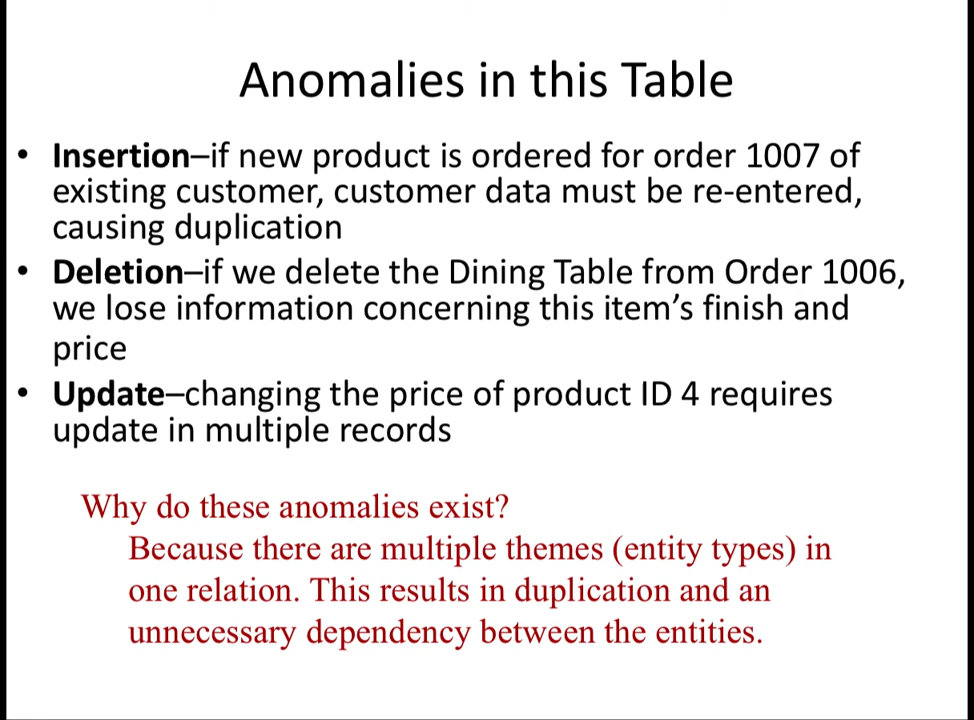 Anomalies in this Table
• Insertion–if new product is ordered for order 1007 of
existing customer, customer data must be re-entered,
causing duplication
• Deletion–if we delete the Dining Table from Order 1006,
we lose information concerning this item’s finish and
price
• Update–changing the price of product ID 4 requires
update in multiple records
Why do these anomalies exist?
Because there are multiple themes (entity types) in
one relation. This results in duplication and an
unnecessary dependency between the entities.